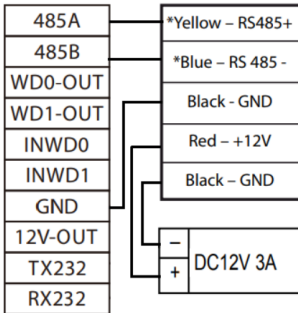 485A
485B
WD0-OUT
WD1-OUT
INWD0
INWD1
GND
12V-OUT
TX232
RX232
*Yellow – RS485+
*Blue – RS 485 -
Black - GND
Red – +12V
Black – GND
–
+
DC12V 3A